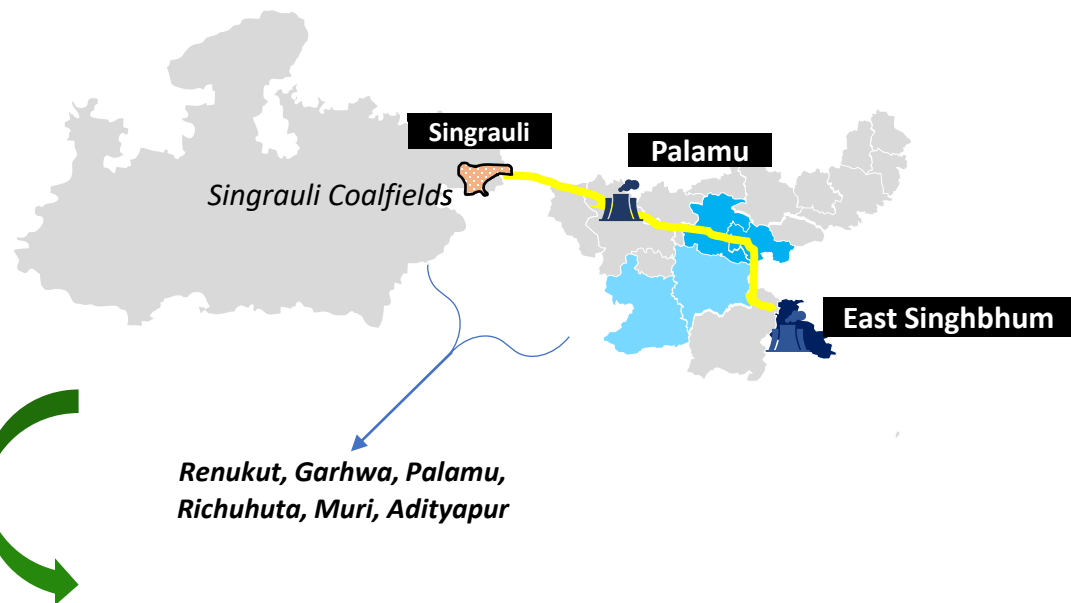 Singrauli
Palamu
Singrauli Coalfields
East Singhbhum
Renukut, Garhwa, Palamu,
Richuhuta, Muri, Adityapur